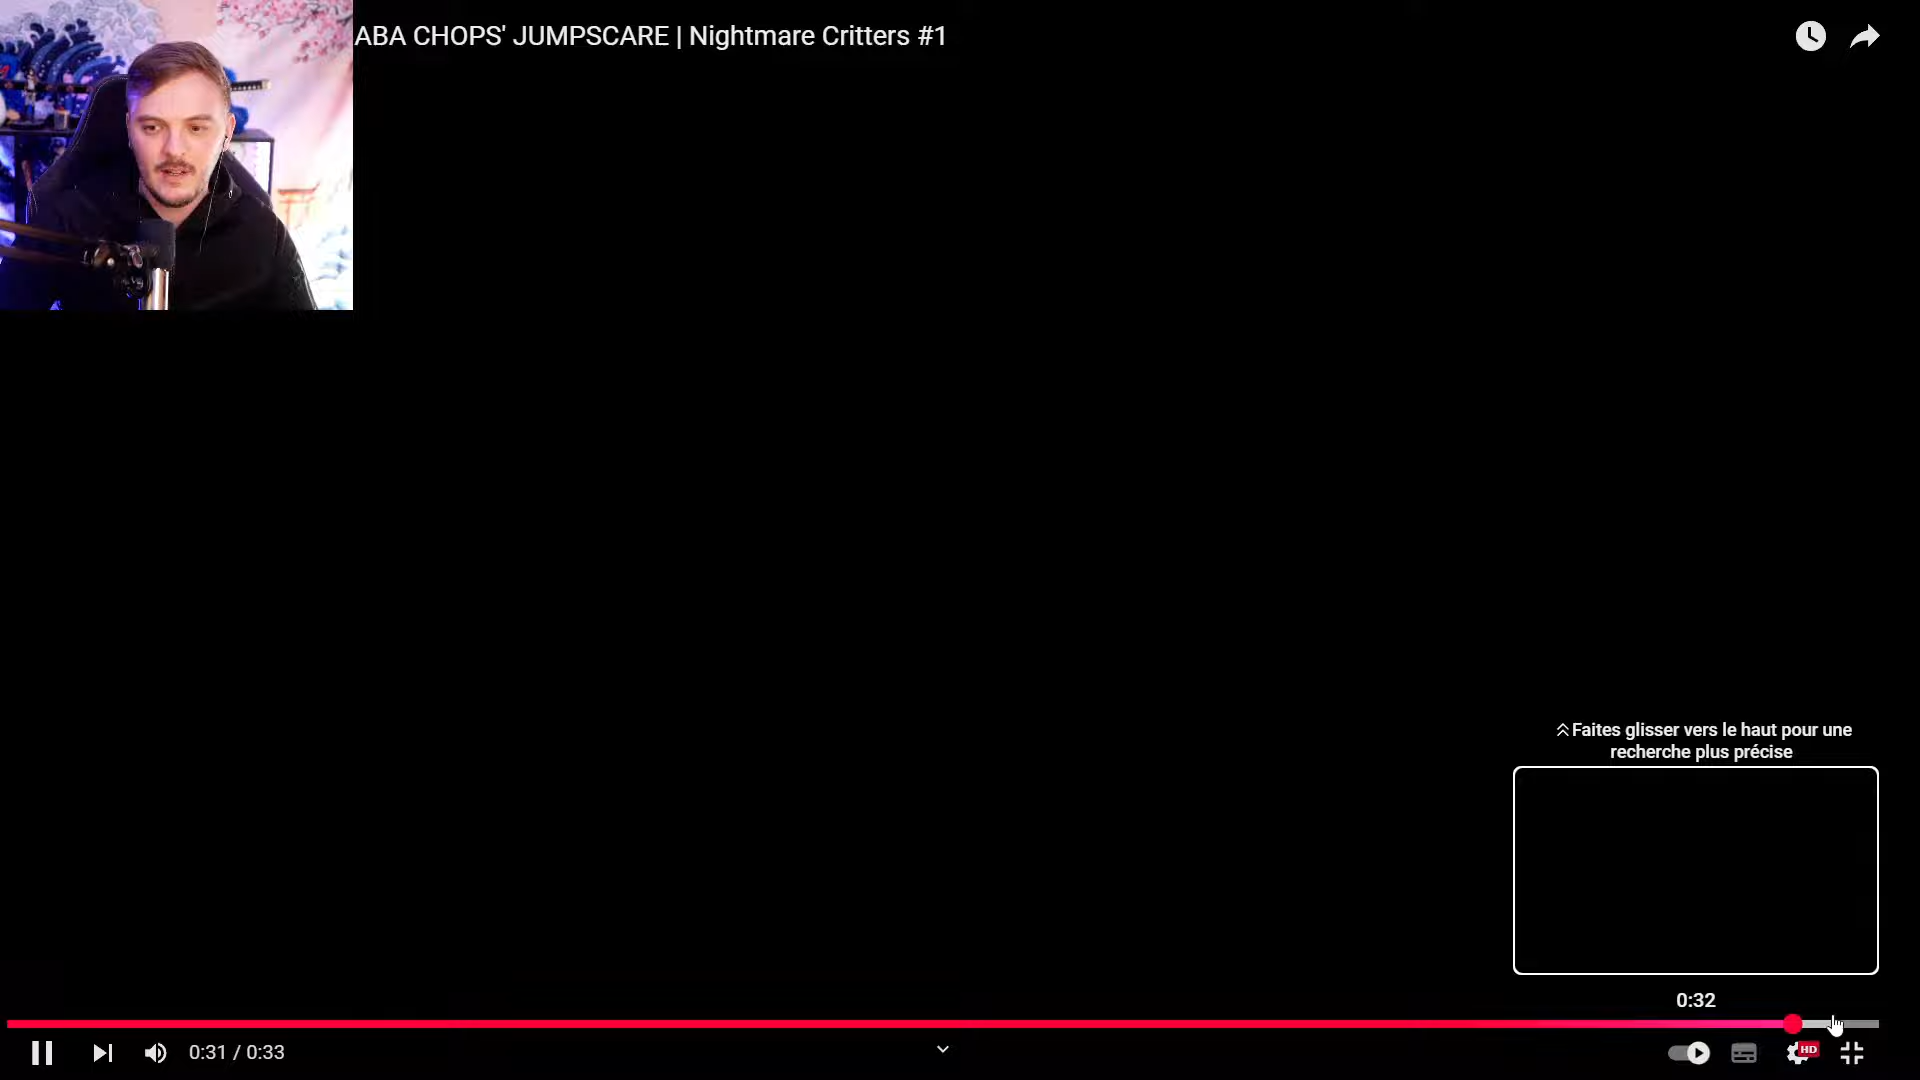 ABA CHOPS' JUMPSCARE | Nightmare Critters #1
Faites glisser vers le haut pour une
recherche plus précise
0:32
0:31 / 0:33
HD